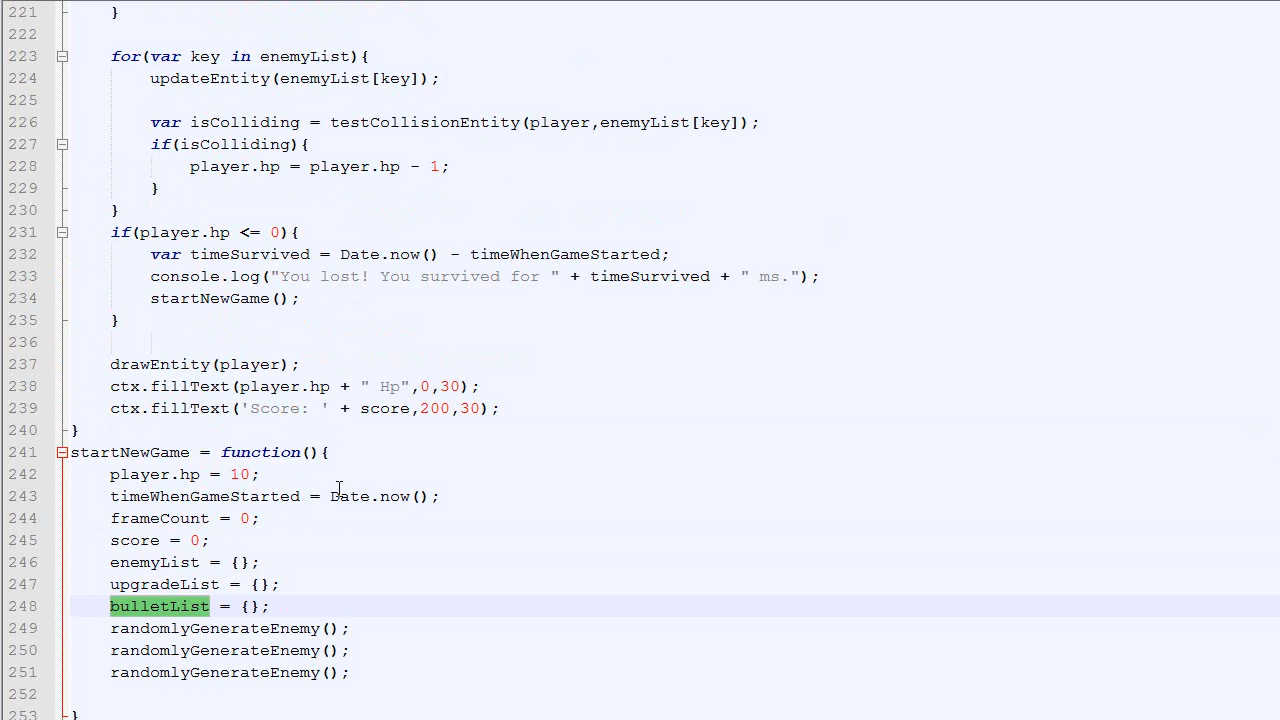 221     }
222
223     for(var key in enemyList){
224         updateEntity(enemyList[key]);
225
226         var isColliding = testCollisionEntity(player,enemyList[key]);
227         if(isColliding){
228             player.hp = player.hp - 1;
229         }
230     }
231     if(player.hp <= 0){
232         var timeSurvived = Date.now() - timeWhenGameStarted;
233         console.log("You lost! You survived for " + timeSurvived + " ms.");
234         startNewGame();
235     }
236
237     drawEntity(player);
238     ctx.fillText(player.hp + " Hp",0,30);
239     ctx.fillText('Score: ' + score,200,30);
240 }
241 startNewGame = function(){
242     player.hp = 10;
243     timeWhenGameStarted = Date.now();
244     frameCount = 0;
245     score = 0;
246     enemyList = {};
247     upgradeList = {};
248     bulletList = {};
249     randomlyGenerateEnemy();
250     randomlyGenerateEnemy();
251     randomlyGenerateEnemy();
252
253 }